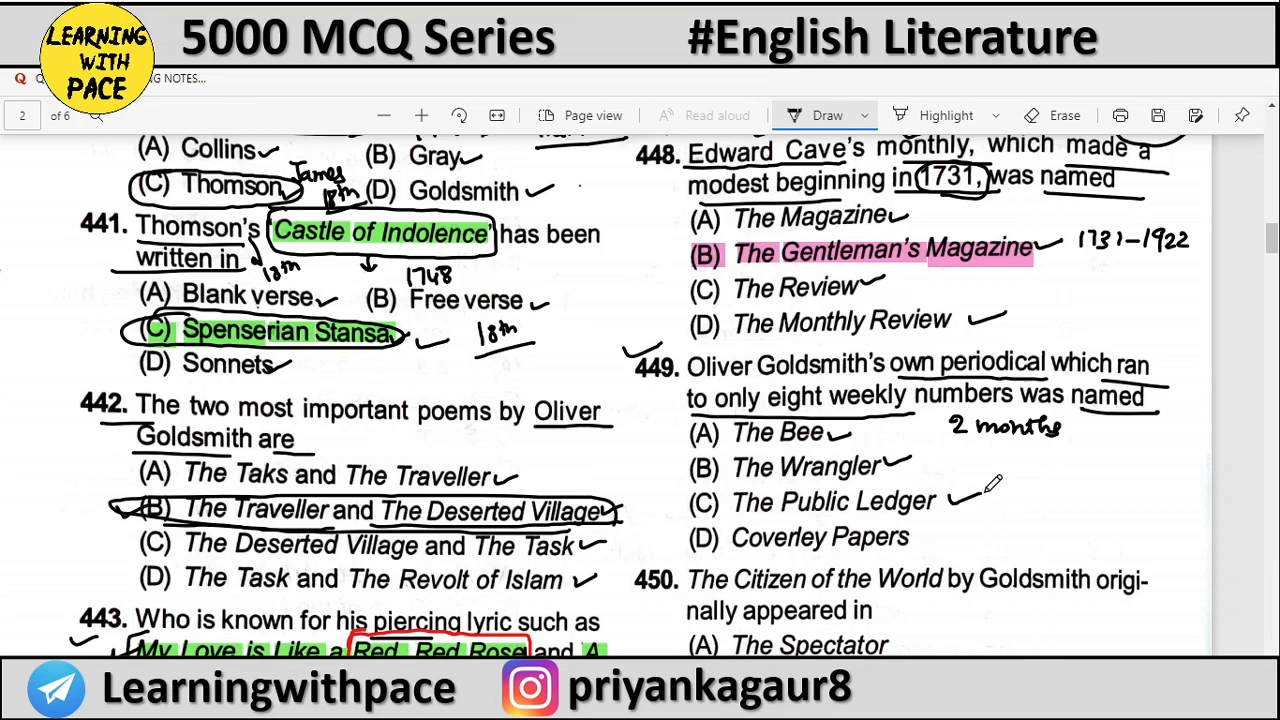 LEARNING
WITH
PACE
5000 MCQ Series
#English Literature
NG NOTES...
2 of 6
Page view
Read aloud
Draw
Highlight
Erase
(A) Collins
(B) Gray
(C) Thomson
James
18th
(D) Goldsmith
441. Thomson's 'Castle of Indolence' has been
written in
18th
1748
(A) Blank verse
(B) Free verse
(C) Spenserian Stansa
18th
(D) Sonnets
442. The two most important poems by Oliver
Goldsmith are
(A) The Taks and The Traveller
(B) The Traveller and The Deserted Village
(C) The Deserted Village and The Task
(D) The Task and The Revolt of Islam
443. Who is known for his piercing lyric such as
My Love is Like a Red, Red Rose and A
448. Edward Cave's monthly, which made a
modest beginning in 1731, was named
(A) The Magazine
(B) The Gentleman's Magazine
1731-1922
(C) The Review
(D) The Monthly Review
449. Oliver Goldsmith's own periodical which ran
to only eight weekly numbers was named
2 months
(A) The Bee
(B) The Wrangler
(C) The Public Ledger
(D) Coverley Papers
450. The Citizen of the World by Goldsmith origi-
nally appeared in
(A) The Spectator
Learningwithpace
priyankagaur8